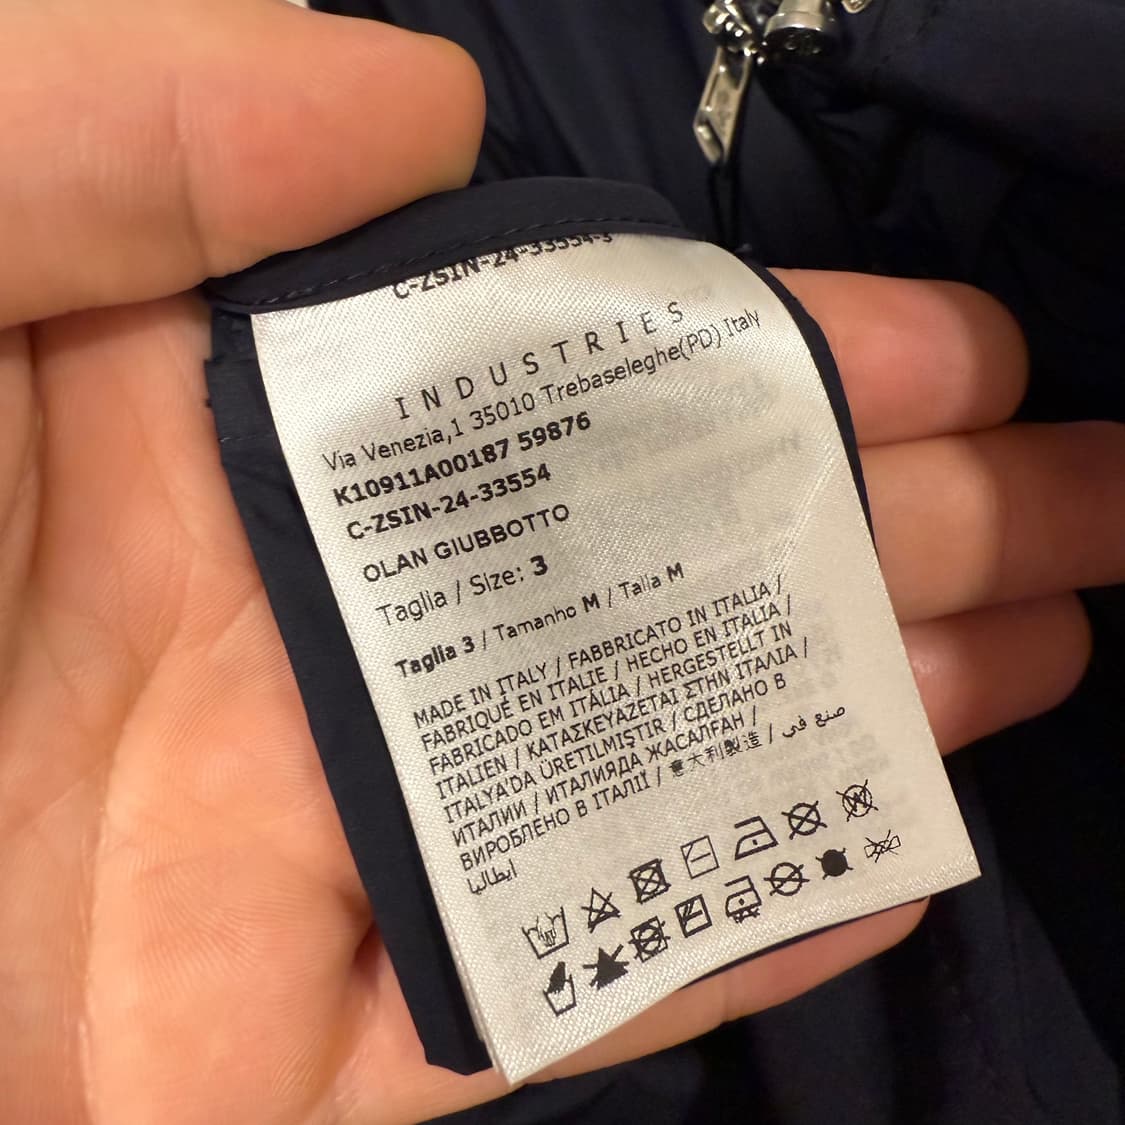 C-ZSIN-24-33554-3
INDUSTRIES
Via Venezia,1 35010 Trebaseleghe(PD) Italy
K10911A00187 59876
C-ZSIN-24-33554
OLAN GIUBBOTTO
Taglia / Size: 3
Taglia 3 / Tamanho M / Talla M
MADE IN ITALY / FABBRICATO IN ITALIA /
FABRIQUÉ EN ITALIE / HECHO EN ITALIA /
FABRICADO EM ITÁLIA / HERGESTELLT IN
ITALIEN / ΚΑΤΑΣΚΕΥΑΖΕΤΑΙ ΣΤΗΝ ΙΤΑΛΙΑ /
ITALYA'DA ÜRETILMIŞTIR / СДЕЛАНО В
ИТАЛИИ / ИТАЛИЯДА ЖАСАЛҒАН /
ВИРОБЛЕНО В ІТАЛІЇ / 意大利製造 / صنع في
ايطاليا